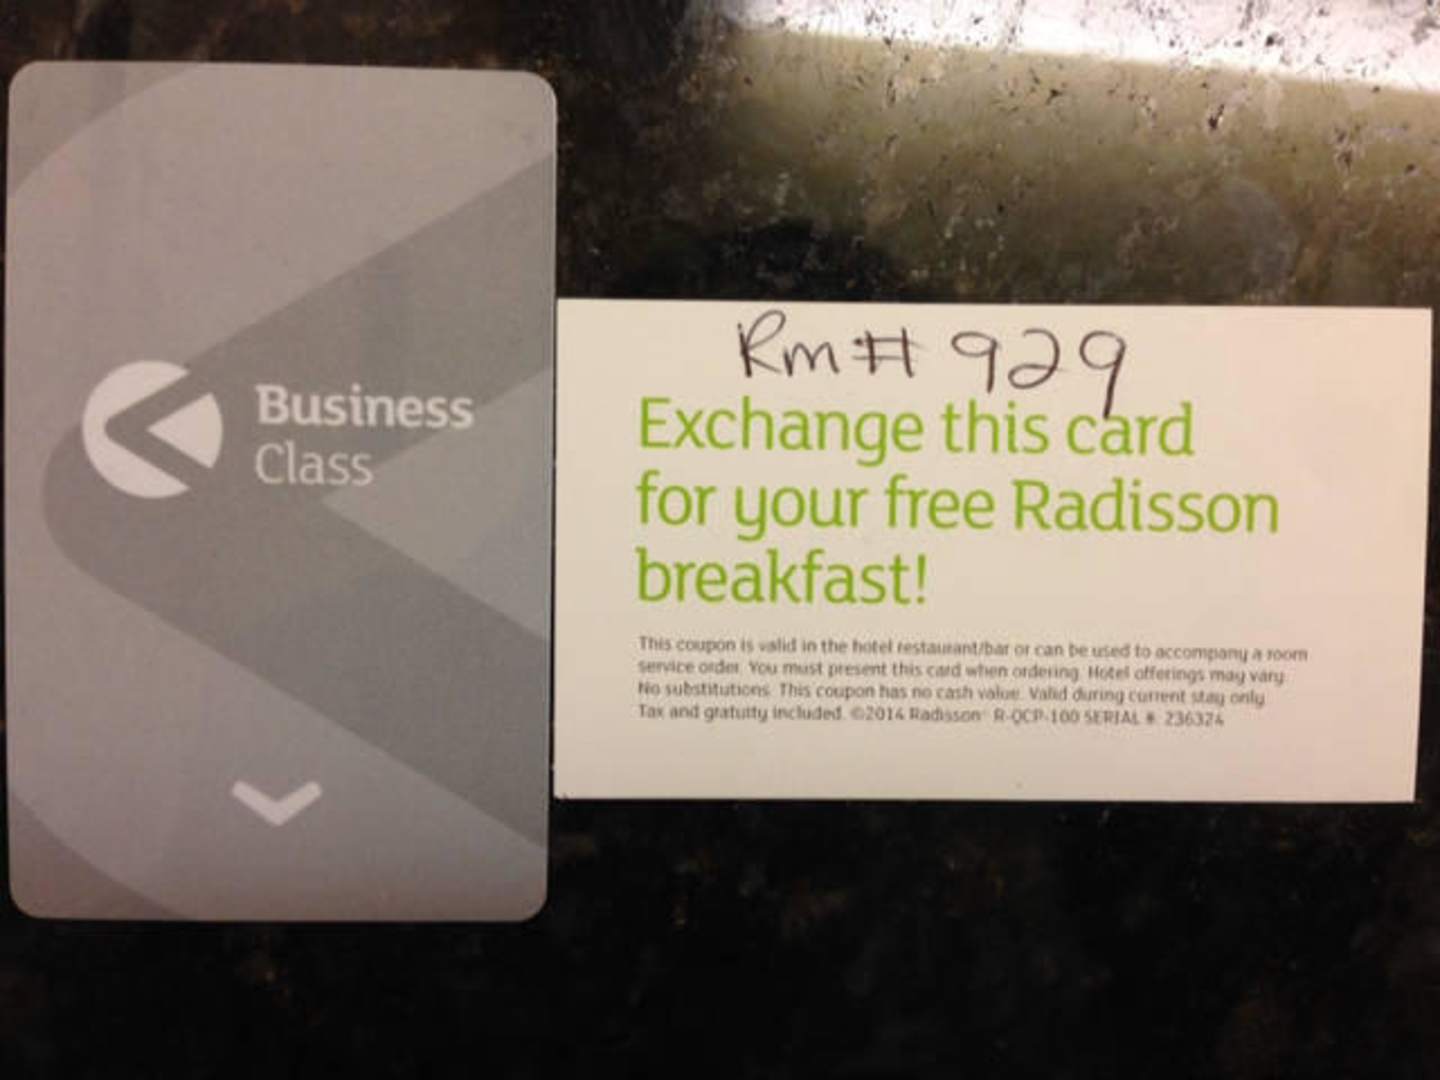 Business
Class
Rm# 929
Exchange this card
for your free Radisson
breakfast!
This coupon is valid in the hotel restaurant/bar or can be used to accompany a room
service order. You must present this card when ordering. Hotel offerings may vary.
No substitutions. This coupon has no cash value. Valid during current stay only.
Tax and gratuity included. ©2014 Radisson® R-QCP-100 SERIAL #: 236324